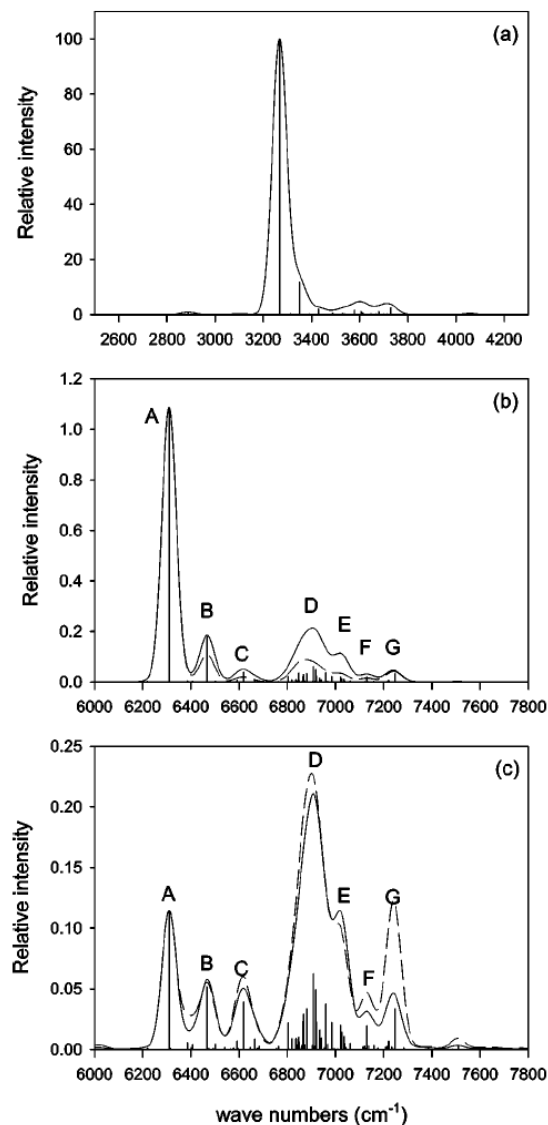 (a)
100
80
60
40
20
0
Relative intensity
2600 2800 3000 3200 3400 3600 3800 4000 4200
(b)
1.2
1.0
0.8
0.6
0.4
0.2
0.0
Relative intensity
A
B
C
D
E
F
G
6000 6200 6400 6600 6800 7000 7200 7400 7600 7800
(c)
0.25
0.20
0.15
0.10
0.05
0.00
Relative intensity
A
B
C
D
E
F
G
6000 6200 6400 6600 6800 7000 7200 7400 7600 7800
wave numbers (cm⁻¹)